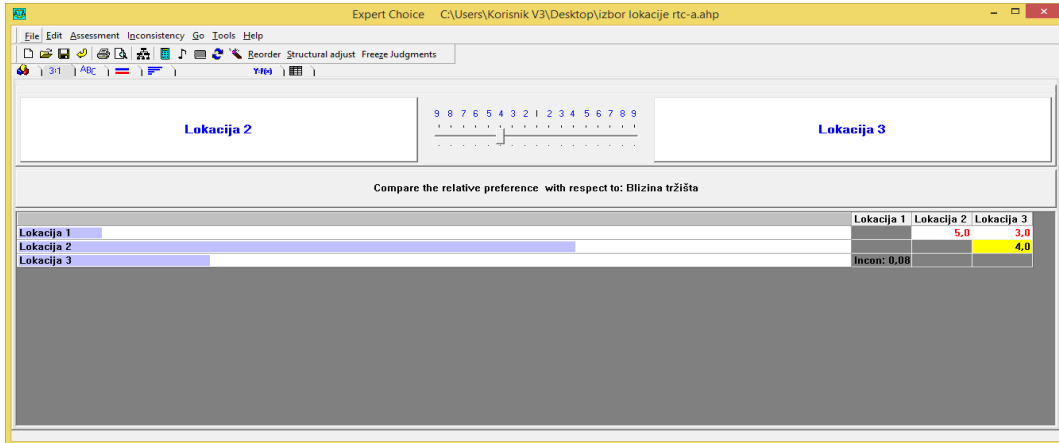 Expert Choice C:\Users\Korisnik V3\Desktop\izbor lokacije rtc-a.ahp
File Edit Assessment Inconsistency Go Tools Help
Reorder Structural adjust Freeze Judgments
3:1 ABC Y=f(x)
9 8 7 6 5 4 3 2 1 2 3 4 5 6 7 8 9
Lokacija 2 Lokacija 3
Compare the relative preference with respect to: Blizina tržišta
Lokacija 1 Lokacija 2 Lokacija 3
Lokacija 1 5,0 3,0
Lokacija 2 4,0
Lokacija 3 Incon: 0,08